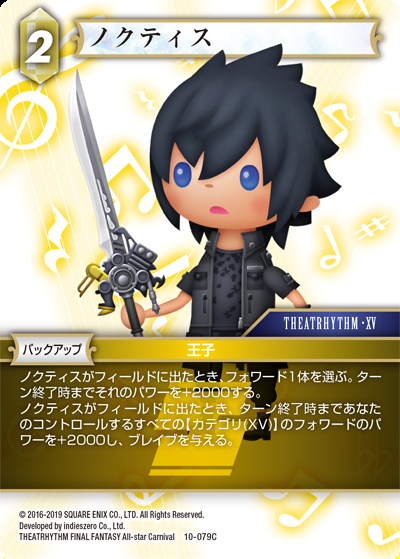 2
ノクティス
THEATRHYTHM・XV
バックアップ
王子
ノクティスがフィールドに出たとき、フォワード1体を選ぶ。ター
ン終了時までそれのパワーを+2000する。
ノクティスがフィールドに出たとき、ターン終了時まであなた
のコントロールするすべての【カテゴリ(XV)】のフォワードのパ
ワーを+2000し、ブレイブを与える。
© 2016-2019 SQUARE ENIX CO., LTD. All Rights Reserved.
Developed by indieszero Co., Ltd.
THEATRHYTHM FINAL FANTASY All-star Carnival 10-079C